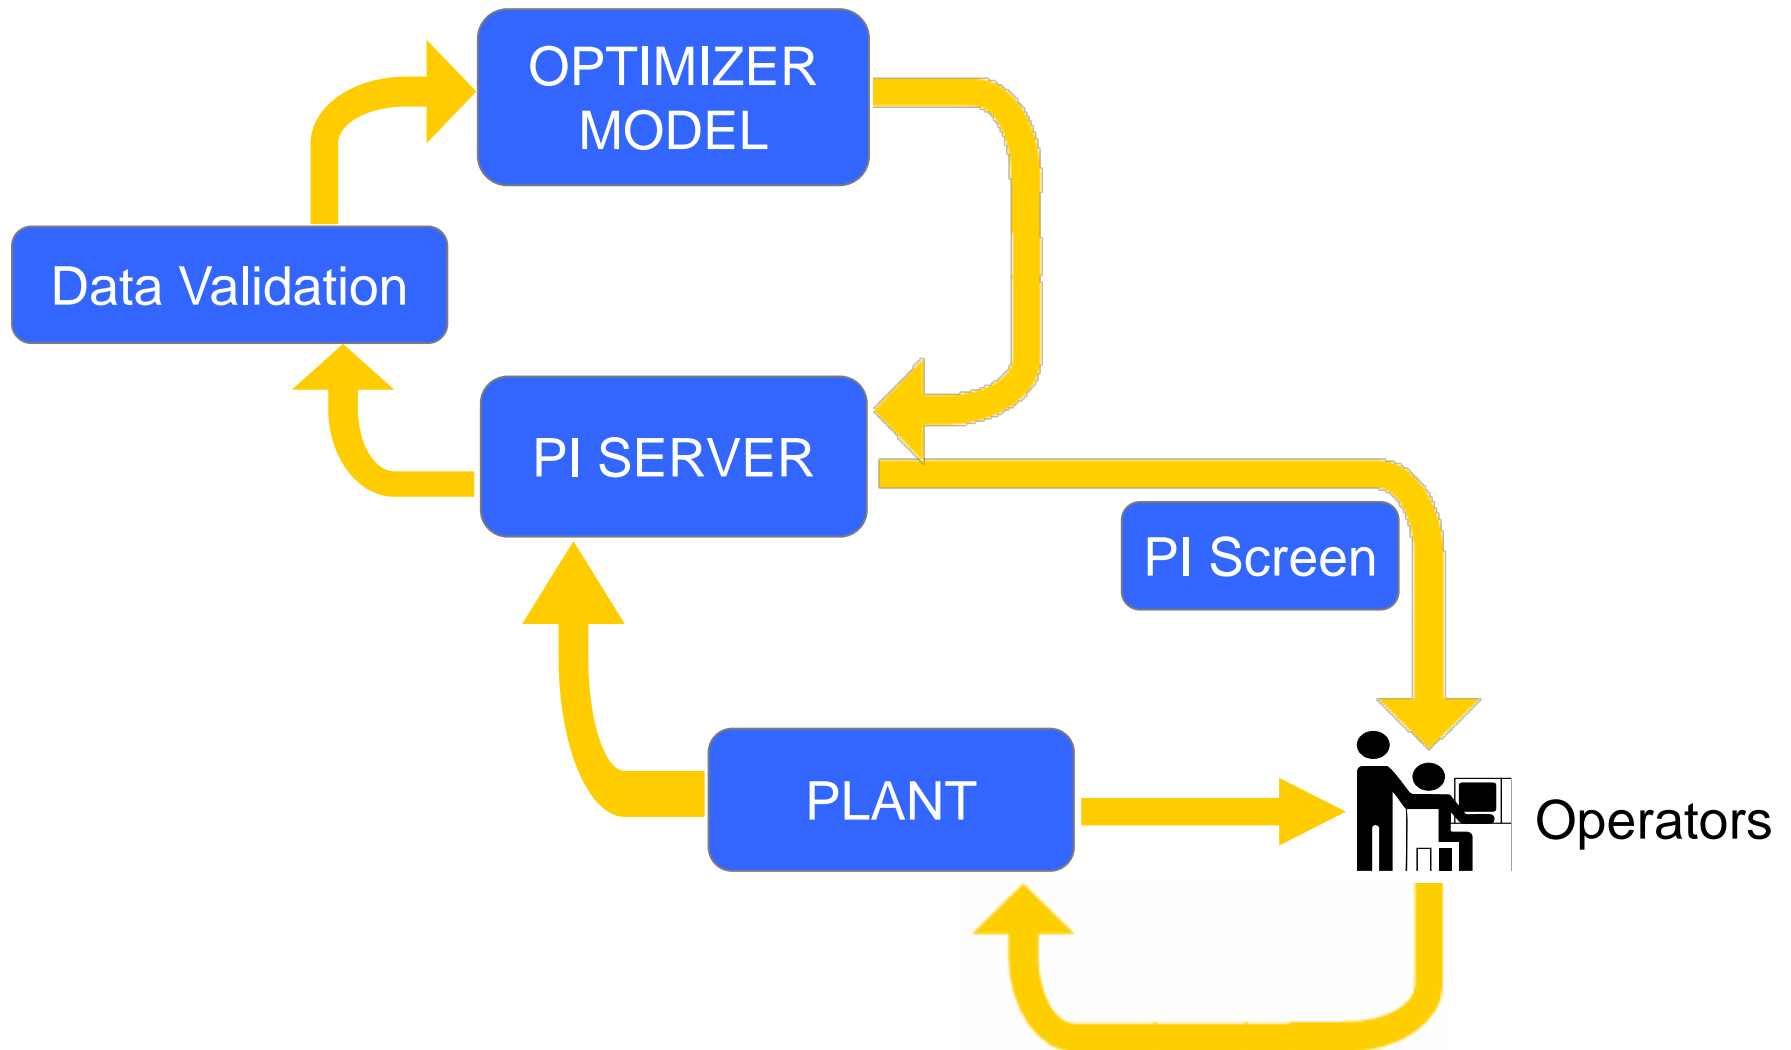 OPTIMIZER
MODEL
Data Validation
PI SERVER
PI Screen
PLANT
Operators